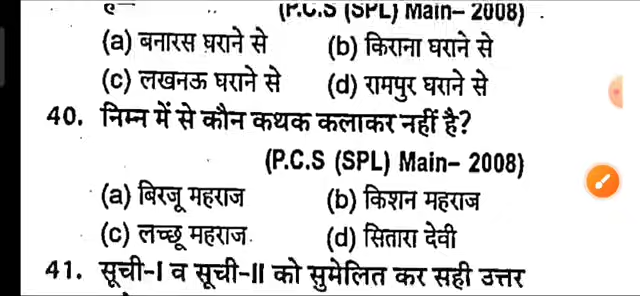 (P.C.S (SPL) Main– 2008)
(a) बनारस घराने से (b) किराना घराने से
(c) लखनऊ घराने से (d) रामपुर घराने से
40. निम्न में से कौन कथक कलाकर नहीं है?
(P.C.S (SPL) Main– 2008)
(a) बिरजू महराज (b) किशन महराज
(c) लच्छू महराज. (d) सितारा देवी
41. सूची-I व सूची-II को सुमेलित कर सही उत्तर